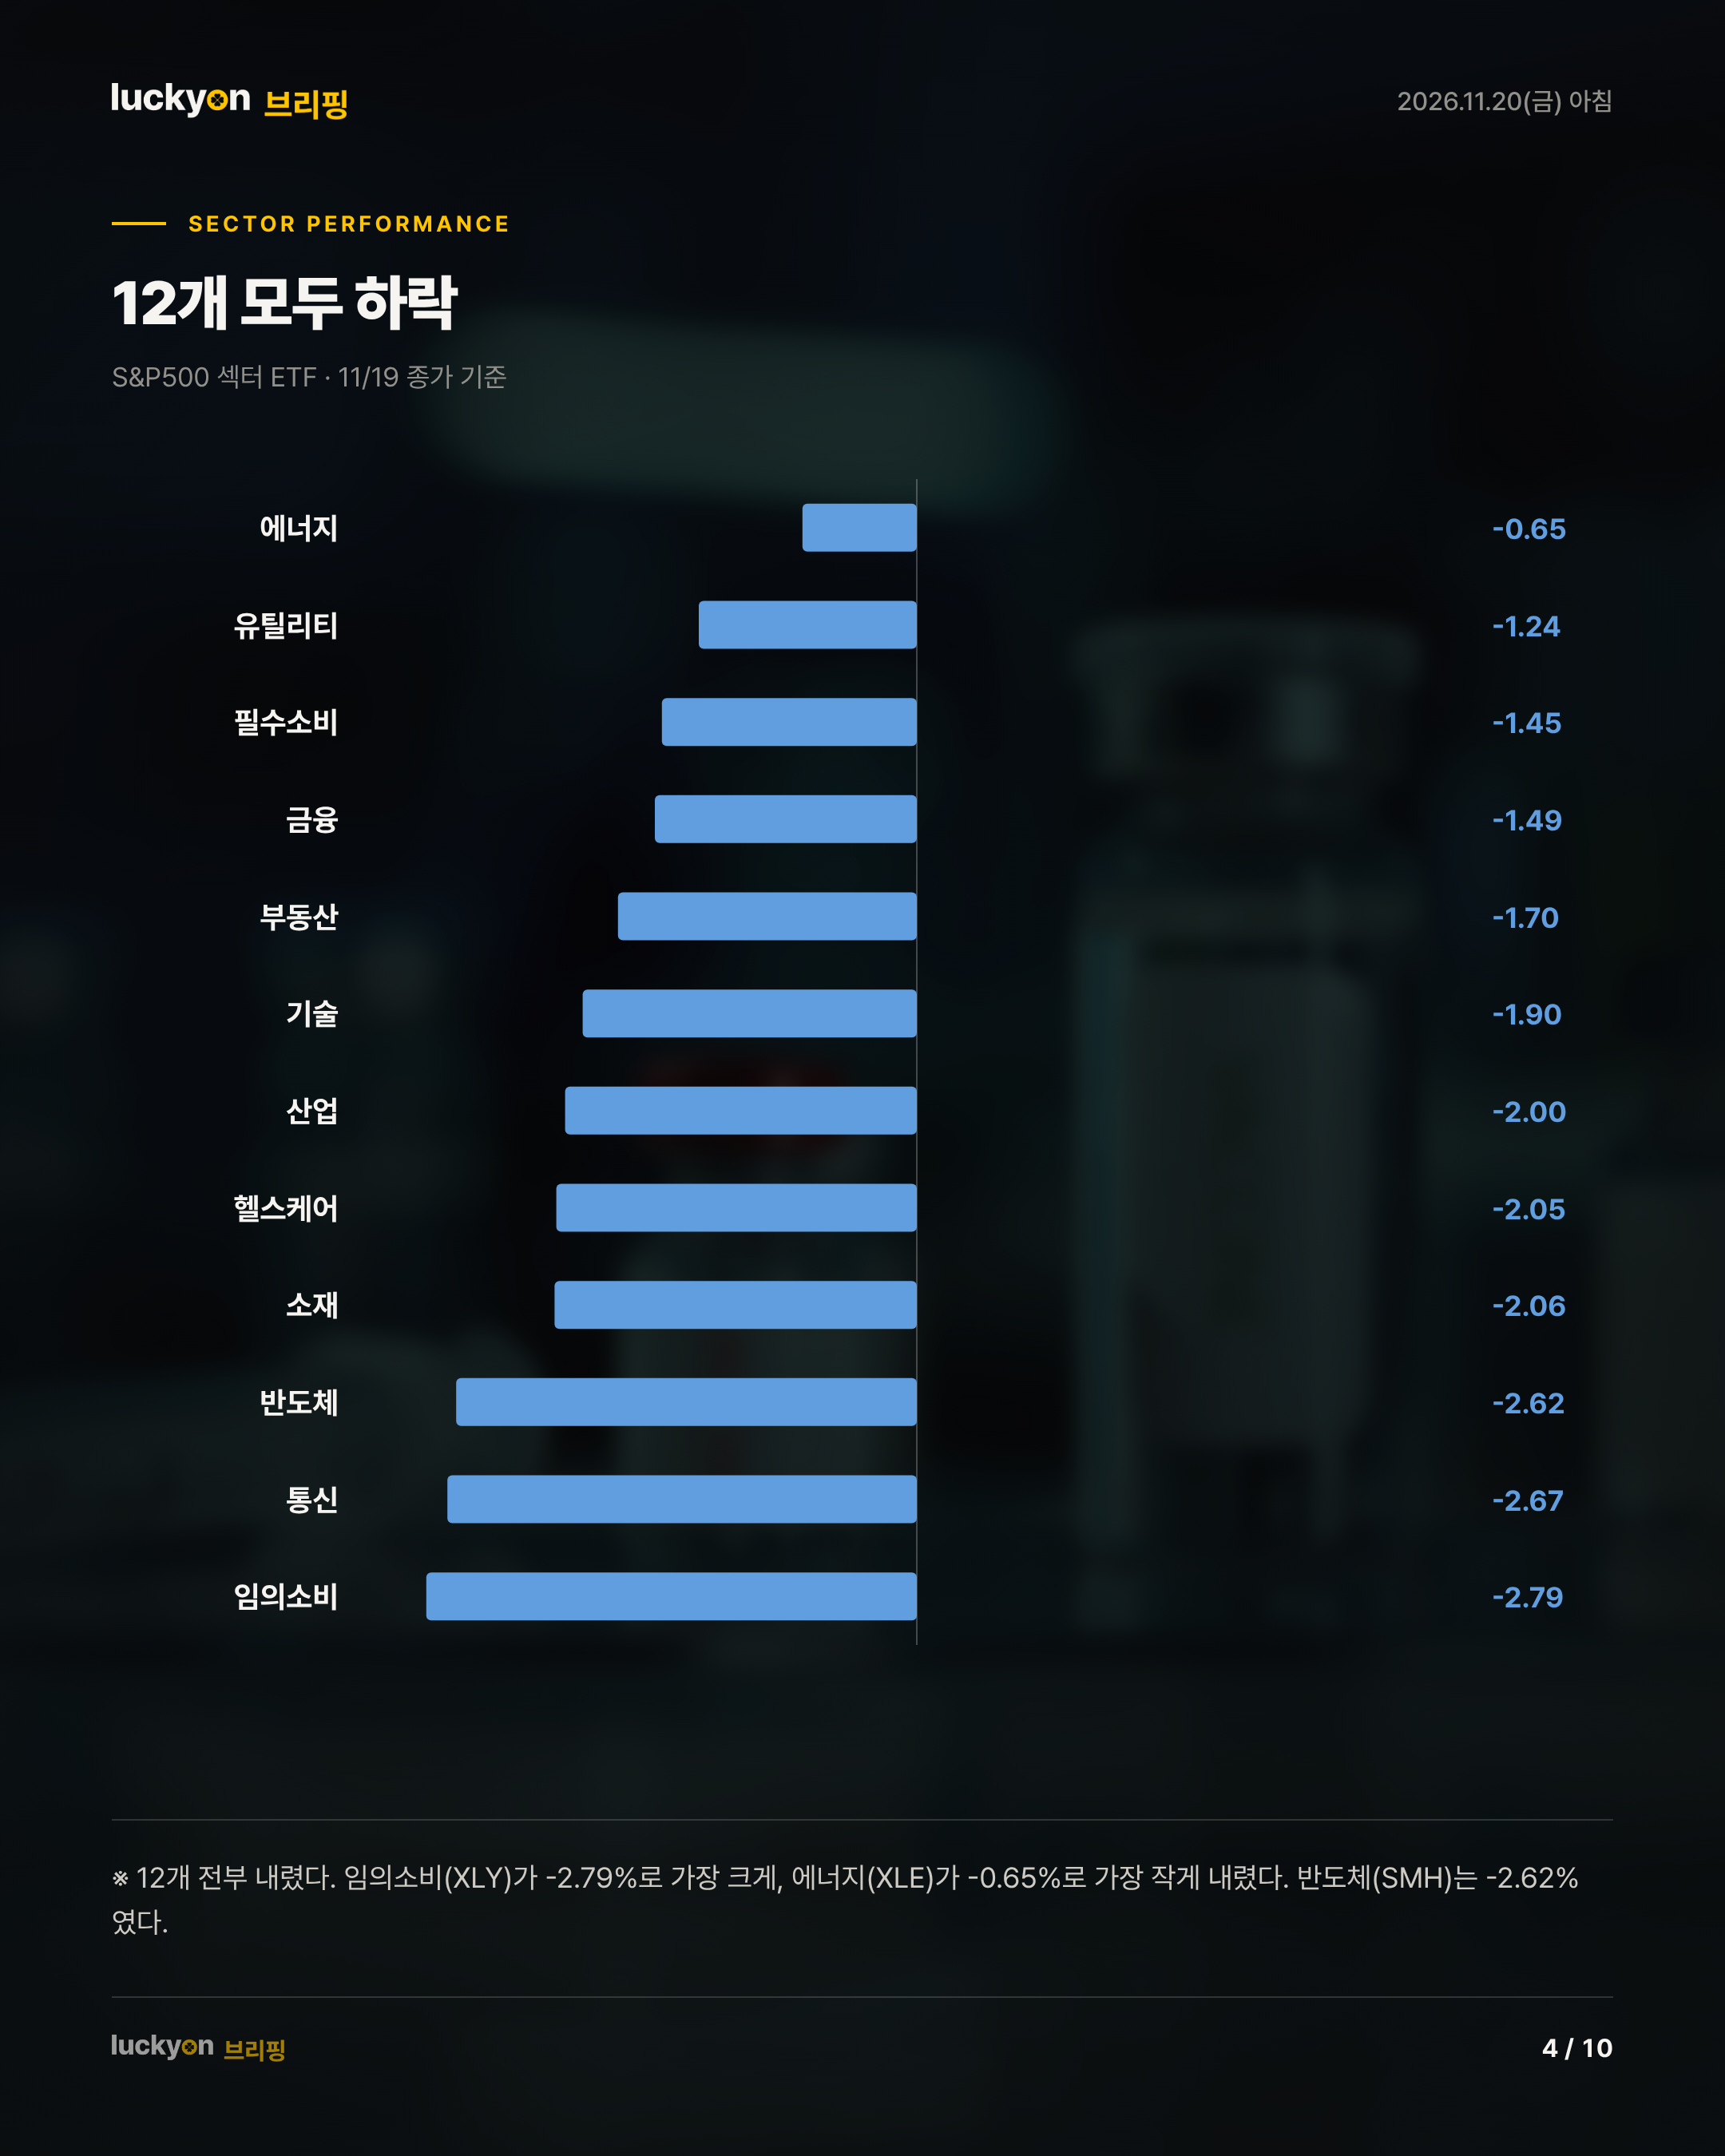 luckyon 브리핑
2026.11.20(금) 아침
SECTOR PERFORMANCE
12개 모두 하락
S&P500 섹터 ETF · 11/19 종가 기준
에너지 -0.65
유틸리티 -1.24
필수소비 -1.45
금융 -1.49
부동산 -1.70
기술 -1.90
산업 -2.00
헬스케어 -2.05
소재 -2.06
반도체 -2.62
통신 -2.67
임의소비 -2.79
※ 12개 전부 내렸다. 임의소비(XLY)가 -2.79%로 가장 크게, 에너지(XLE)가 -0.65%로 가장 작게 내렸다. 반도체(SMH)는 -2.62%
였다.
luckyon 브리핑
4 / 10